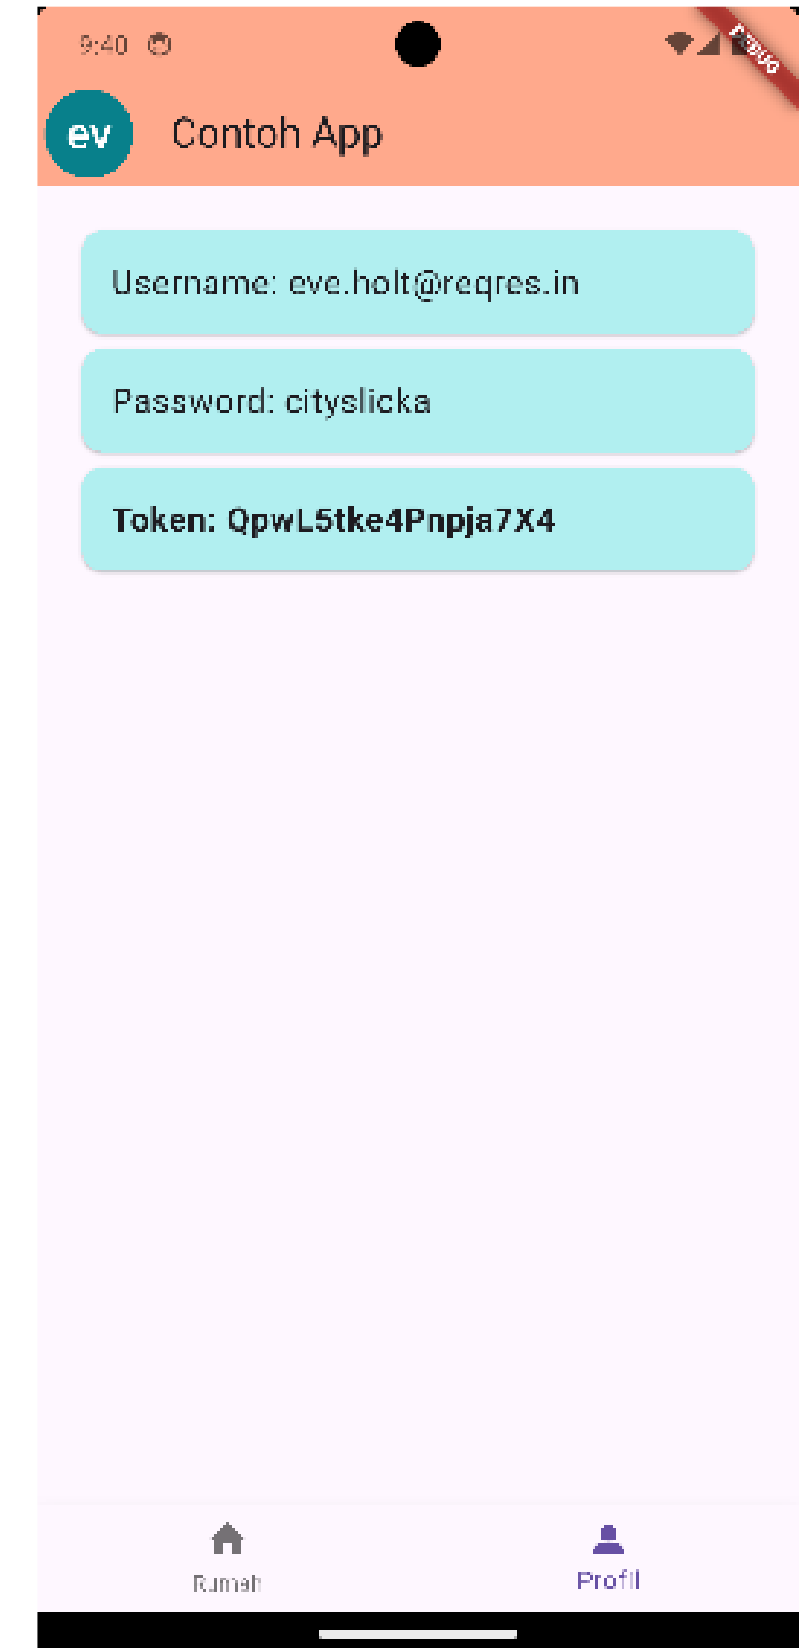 9:40
DEBUG
ev
Contoh App
Username: eve.holt@reqres.in
Password: cityslicka
Token: QpwL5tke4Pnpja7X4
Rumah
Profil